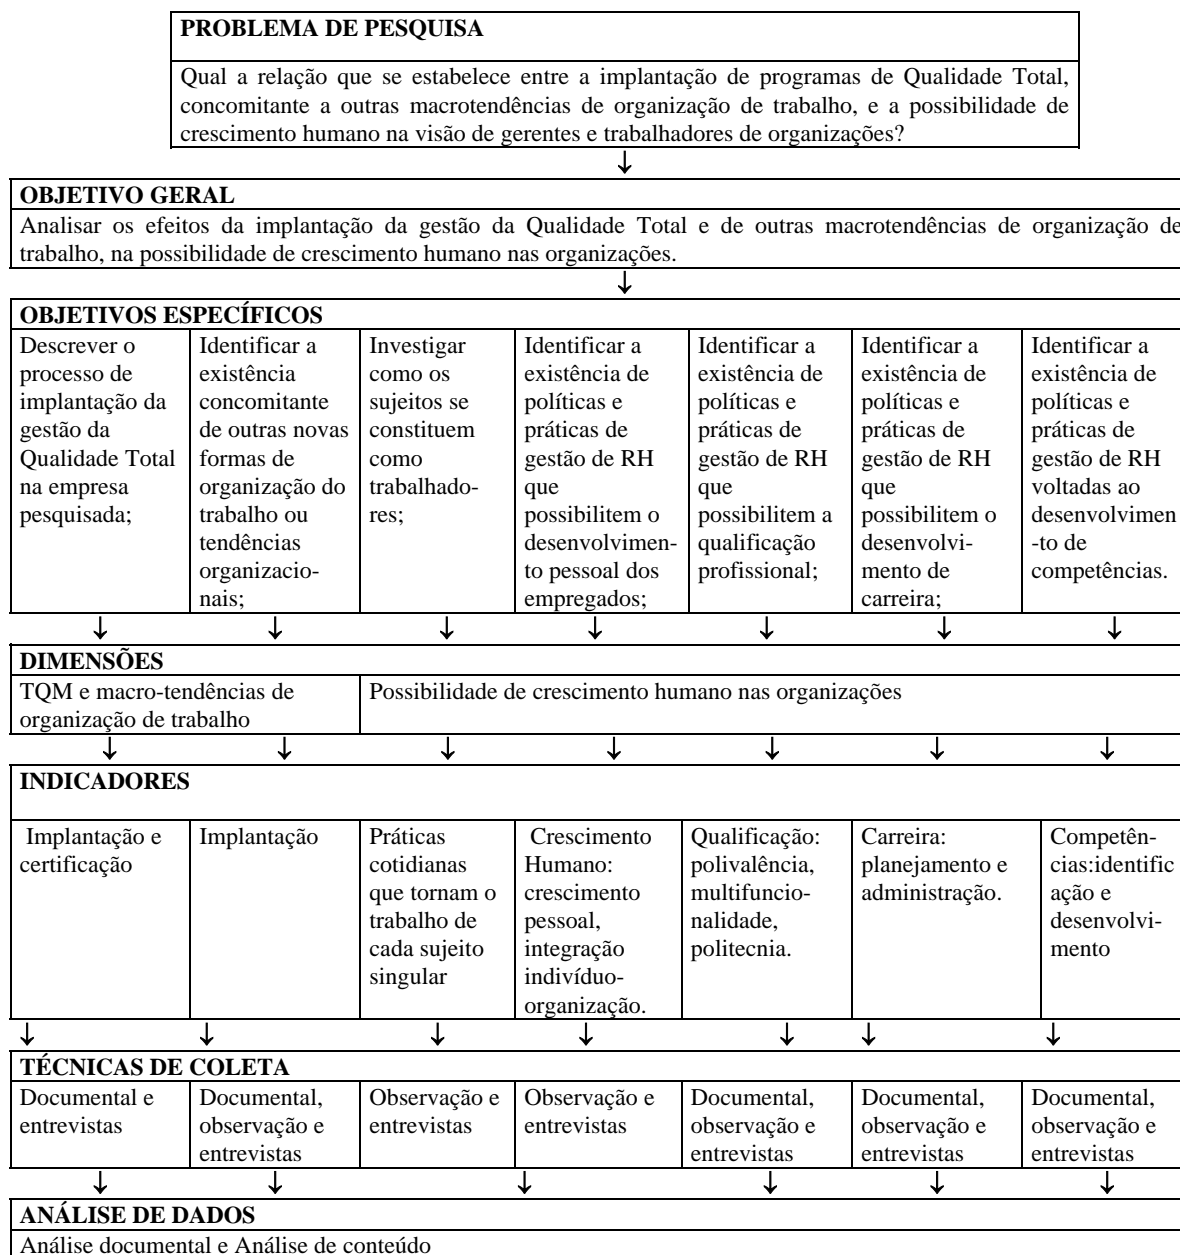 PROBLEMA DE PESQUISA
Qual a relação que se estabelece entre a implantação de programas de Qualidade Total,
concomitante a outras macrotendências de organização de trabalho, e a possibilidade de
crescimento humano na visão de gerentes e trabalhadores de organizações?
↓
OBJETIVO GERAL
Analisar os efeitos da implantação da gestão da Qualidade Total e de outras macrotendências de organização de
trabalho, na possibilidade de crescimento humano nas organizações.
↓
OBJETIVOS ESPECÍFICOS
Descrever o
processo de
implantação da
gestão da
Qualidade Total
na empresa
pesquisada;
Identificar a
existência
concomitante
de outras novas
formas de
organização do
trabalho ou
tendências
organizacio-
nais;
Investigar
como os
sujeitos se
constituem
como
trabalhado-
res;
Identificar a
existência de
políticas e
práticas de
gestão de RH
que
possibilitem o
desenvolvimen-
to pessoal dos
empregados;
Identificar a
existência de
políticas e
práticas de
gestão de RH
que
possibilitem a
qualificação
profissional;
Identificar a
existência de
políticas e
práticas de
gestão de RH
que
possibilitem o
desenvolvi-
mento de
carreira;
Identificar a
existência de
políticas e
práticas de
gestão de RH
voltadas ao
desenvolvimen
-to de
competências.
↓ ↓ ↓ ↓ ↓ ↓ ↓
DIMENSÕES
TQM e macro-tendências de
organização de trabalho
Possibilidade de crescimento humano nas organizações
↓ ↓ ↓ ↓ ↓ ↓ ↓
INDICADORES
Implantação e
certificação
Implantação
Práticas
cotidianas
que tornam o
trabalho de
cada sujeito
singular
Crescimento
Humano:
crescimento
pessoal,
integração
indivíduo-
organização.
Qualificação:
polivalência,
multifuncio-
nalidade,
politecnia.
Carreira:
planejamento e
administração.
Competên-
cias:identific
ação e
desenvolvi-
mento
↓ ↓ ↓ ↓ ↓ ↓ ↓
TÉCNICAS DE COLETA
Documental e
entrevistas
Documental,
observação e
entrevistas
Observação e
entrevistas
Observação e
entrevistas
Documental,
observação e
entrevistas
Documental,
observação e
entrevistas
Documental,
observação e
entrevistas
↓ ↓ ↓ ↓ ↓ ↓
ANÁLISE DE DADOS
Análise documental e Análise de conteúdo